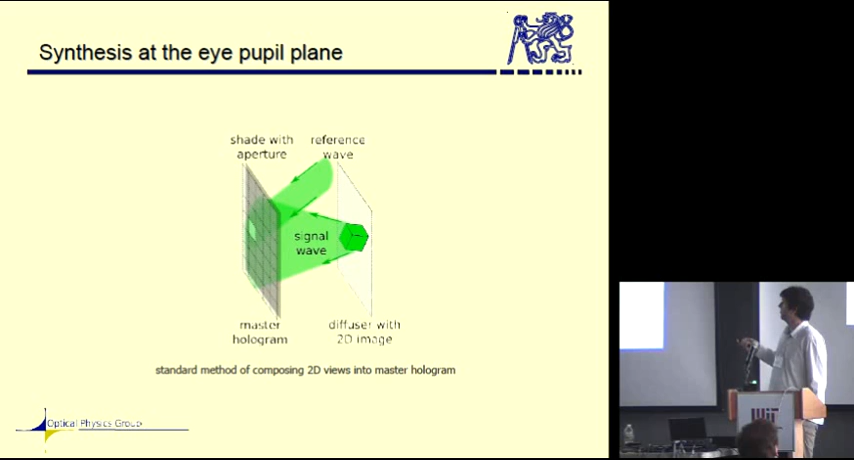 Synthesis at the eye pupil plane
shade with
aperture
reference
wave
signal
wave
master
hologram
diffuser with
2D image
standard method of composing 2D views into master hologram
Optical Physics Group
MIT